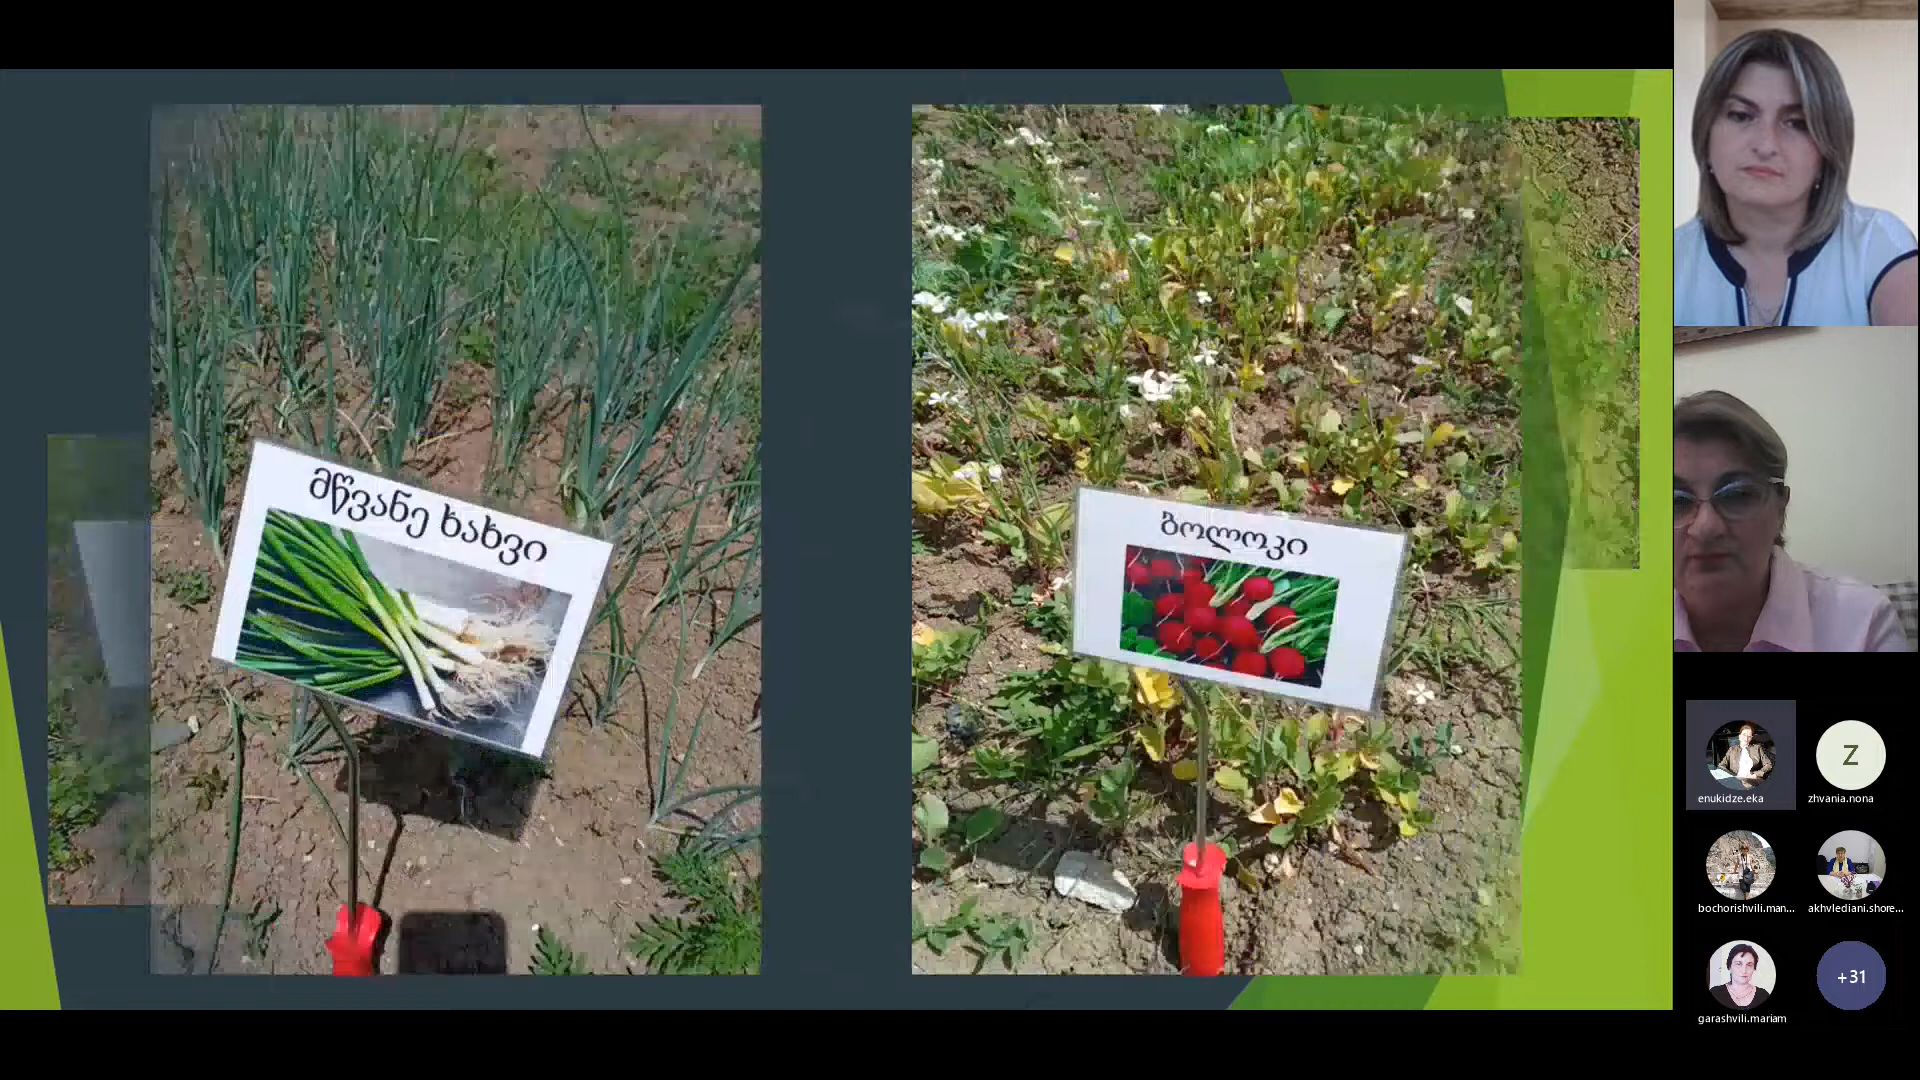 მწვანე ხახვი
ბოლოკი
enukidze.eka
Z
zhvania.nona
bochorishvili.man...
akhvlediani.shore...
garashvili.mariam
+31